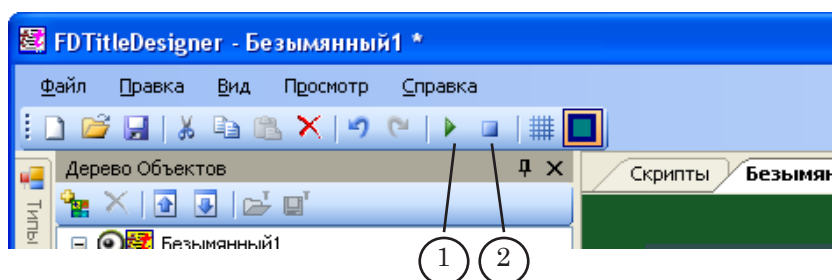 FDTitleDesigner - Безымянный1 *
Файл Правка Вид Просмотр Справка
Дерево Объектов
Скрипты Безымян
Типы
Безымянный1
1 2